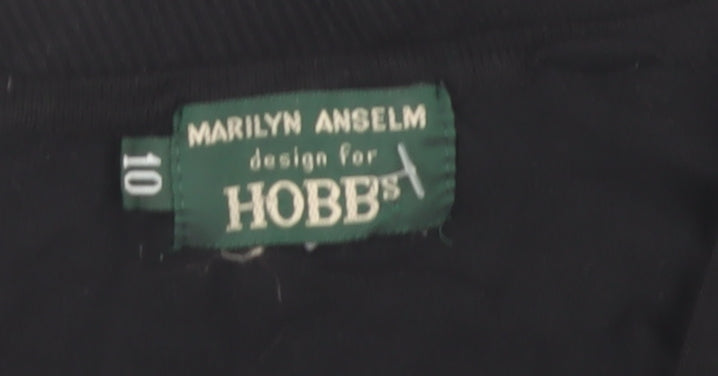 MARILYN ANSELM
design for
HOBBS
10